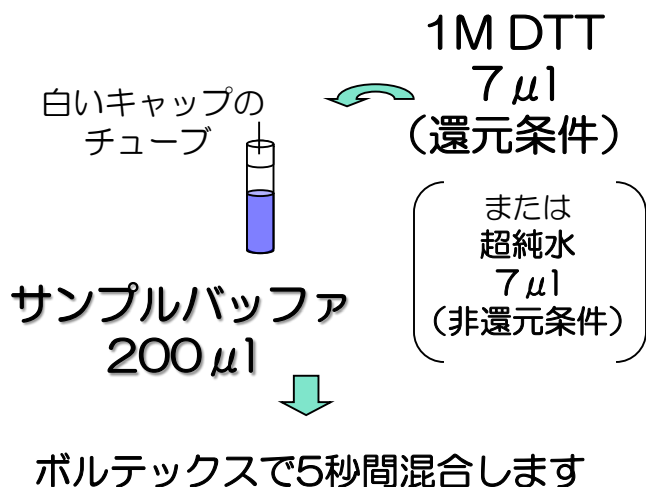 1M DTT
7μl
（還元条件）
白いキャップの
チューブ
または
超純水
7μl
（非還元条件）
サンプルバッファ
200μl
ボルテックスで5秒間混合します